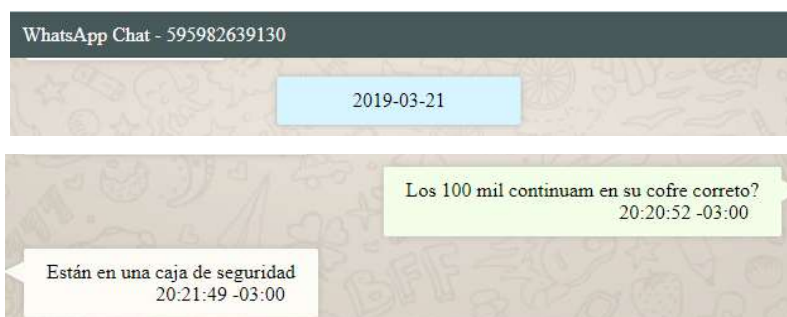 WhatsApp Chat - 595982639130
2019-03-21
Los 100 mil continuam en su cofre correto?
20:20:52 -03:00
Están en una caja de seguridad
20:21:49 -03:00